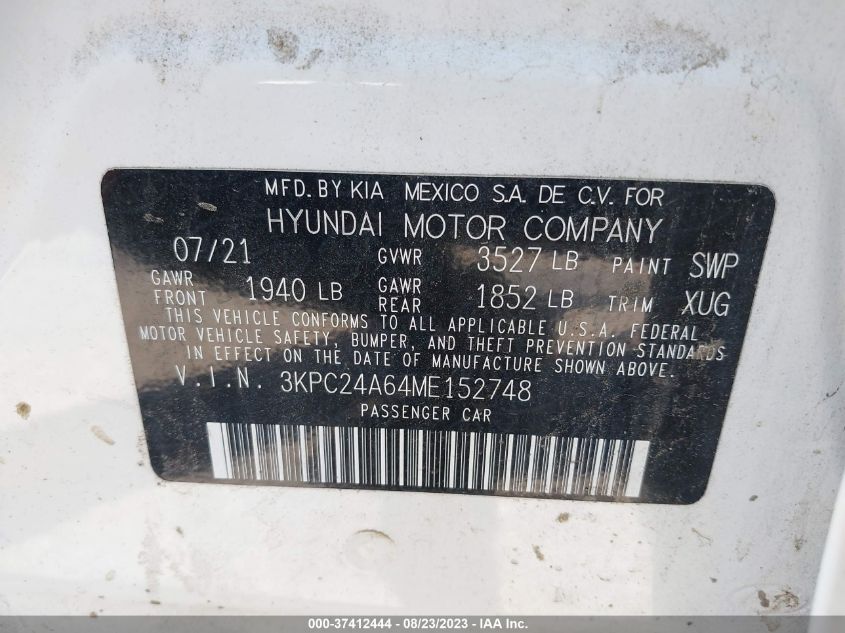 MFD. BY KIA MEXICO S.A. DE C.V. FOR
HYUNDAI MOTOR COMPANY
07/21 GVWR 3527 LB PAINT SWP
GAWR FRONT 1940 LB GAWR REAR 1852 LB TRIM XUG
THIS VEHICLE CONFORMS TO ALL APPLICABLE U.S.A. FEDERAL
MOTOR VEHICLE SAFETY, BUMPER, AND THEFT PREVENTION STANDARDS
IN EFFECT ON THE DATE OF MANUFACTURE SHOWN ABOVE.
V.I.N. 3KPC24A64ME152748
PASSENGER CAR
000-37412444 - 08/23/2023 - IAA Inc.